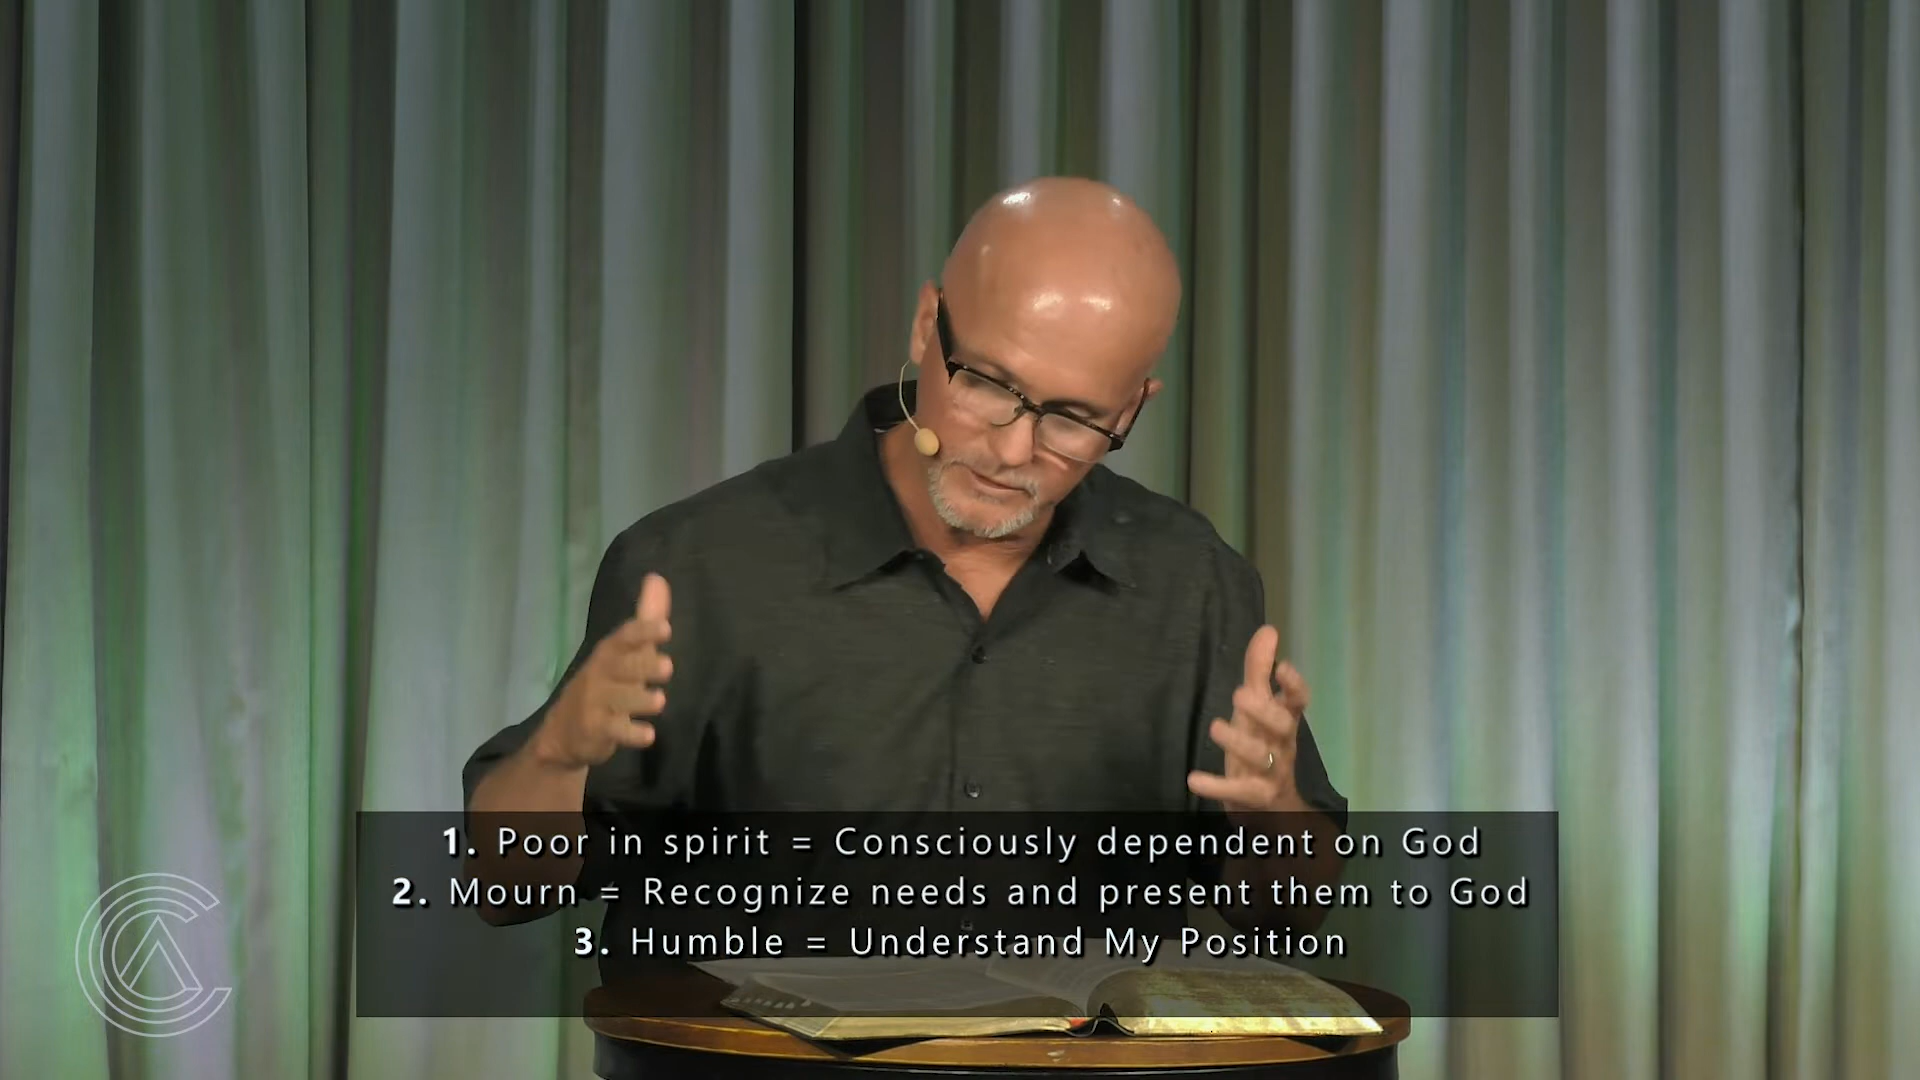 1. Poor in spirit = Consciously dependent on God
2. Mourn = Recognize needs and present them to God
3. Humble = Understand My Position